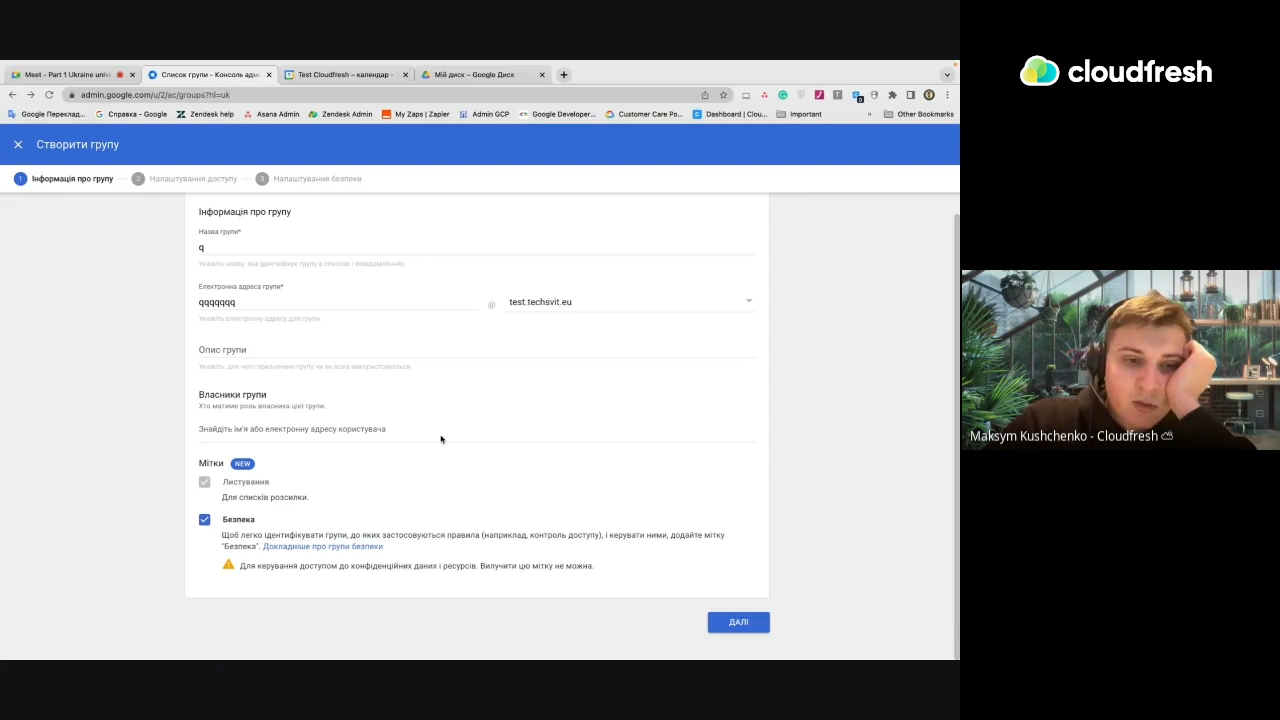 cloudfresh
Meet - Part 1 Ukraine univ
Список групи - Консоль адм
Test Cloudfresh – календар -
Мій диск – Google Диск
admin.google.com/u/2/ac/groups?hl=uk
Google Переклад...
Справка - Google
Zendesk help
Asana Admin
Zendesk Admin
My Zaps | Zapier
Admin GCP
Google Developer...
Customer Care Po...
Dashboard | Clou...
Important
»
Other Bookmarks
Створити групу
1 Інформація про групу
2 Налаштування доступу
3 Налаштування безпеки
Інформація про групу
Назва групи*
q
Укажіть назву, яка ідентифікує групу в списках і повідомленнях.
Електронна адреса групи*
qqqqqqq @ test.techsvit.eu
Укажіть електронну адресу для групи.
Опис групи
Укажіть, для чого призначено групу чи як вона використовується.
Власники групи
Хто матиме роль власника цієї групи.
Знайдіть ім'я або електронну адресу користувача
Мітки NEW
Листування
Для списків розсилки.
Безпека
Щоб легко ідентифікувати групи, до яких застосовуються правила (наприклад, контроль доступу), і керувати ними, додайте мітку
"Безпека". Докладніше про групи безпеки
Для керування доступом до конфіденційних даних і ресурсів. Вилучити цю мітку не можна.
ДАЛІ
Maksym Kushchenko - Cloudfresh